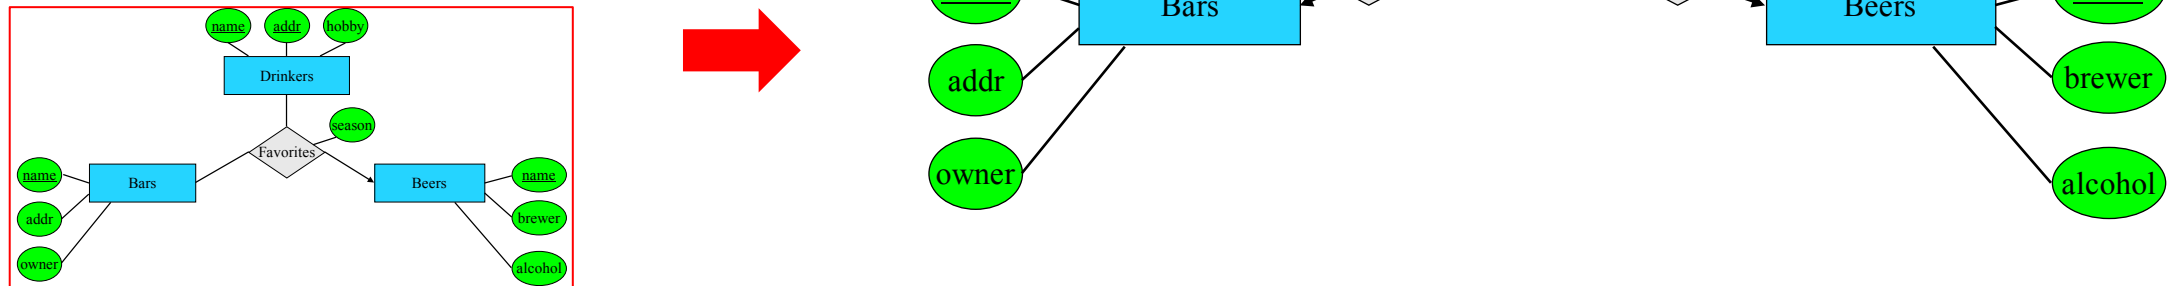 name addr hobby
Drinkers
season
Favorites
name Bars Beers name
addr brewer
owner alcohol
Bars Beers
addr brewer
owner alcohol